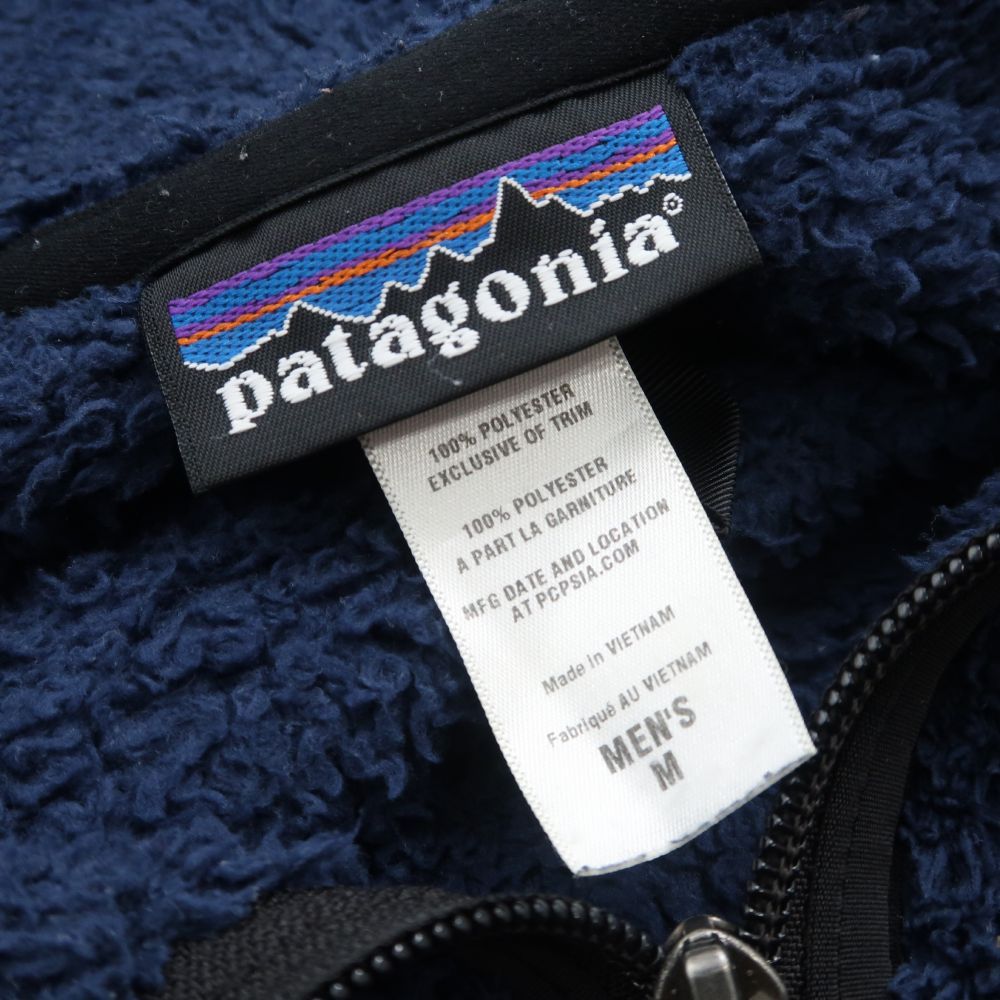 patagonia®
100% POLYESTER
EXCLUSIVE OF TRIM
100% POLYESTER
A PART LA GARNITURE
MFG DATE AND LOCATION
AT PCPSIA.COM
Made in VIETNAM
Fabriqué AU VIETNAM
MEN'S
M